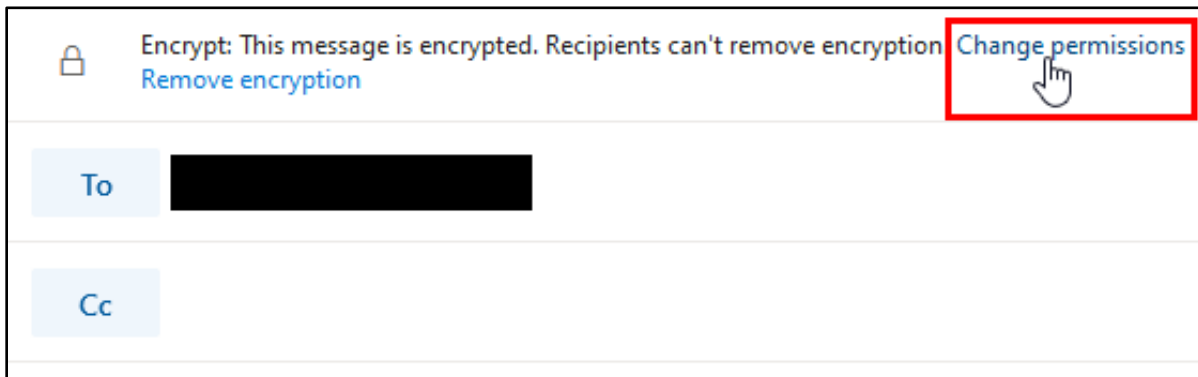 Encrypt: This message is encrypted. Recipients can't remove encryption Change permissions
Remove encryption
To
Cc